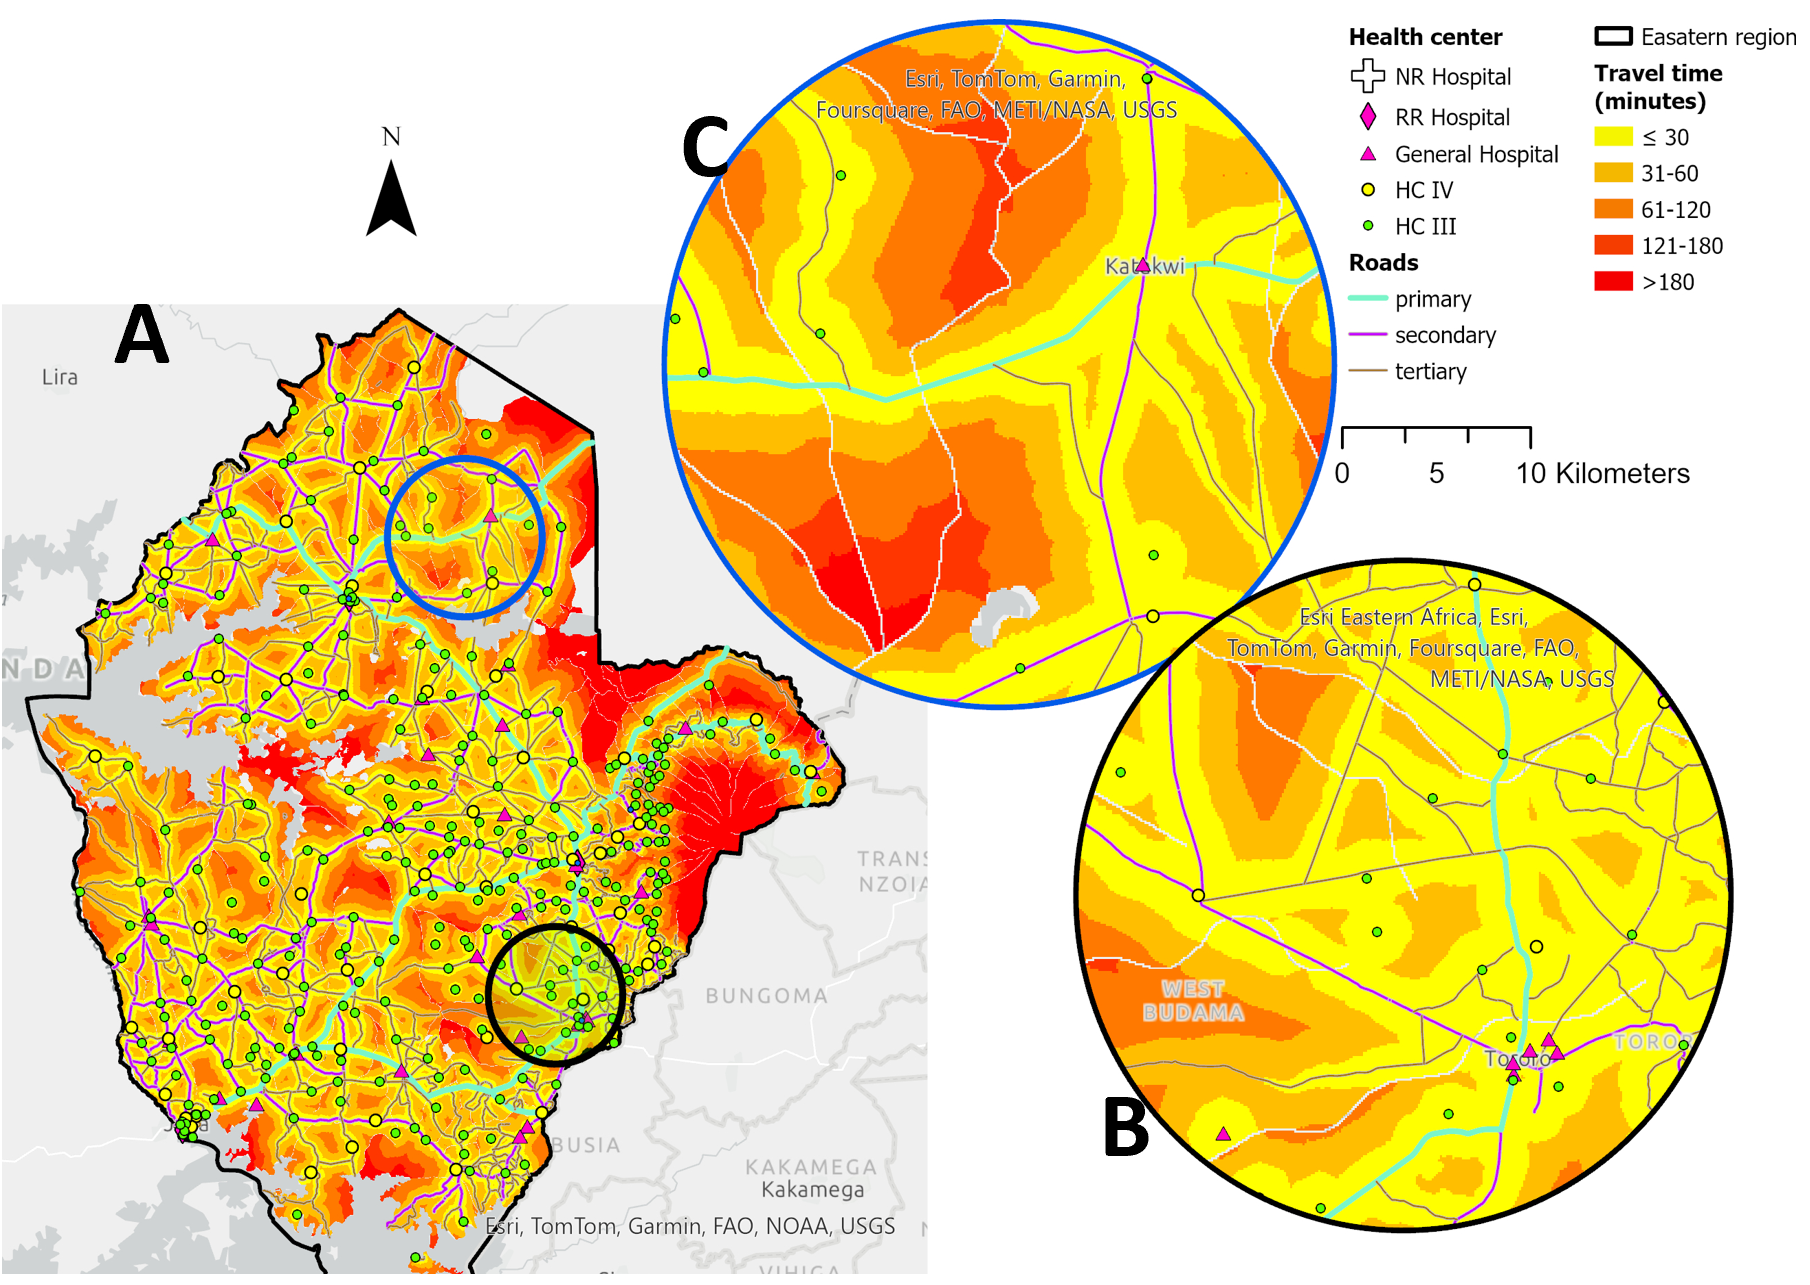 Health center
NR Hospital
RR Hospital
General Hospital
HC IV
HC III
Roads
primary
secondary
tertiary
Easatern region
Travel time
(minutes)
≤ 30
31-60
61-120
121-180
>180
0 5 10 Kilometers
N
C
Esri, TomTom, Garmin,
Foursquare, FAO, METI/NASA, USGS
Katakwi
A
Lira
NDA
TRANS
NZOIA
BUNGOMA
BUSIA
KAKAMEGA
Kakamega
Esri, TomTom, Garmin, FAO, NOAA, USGS
VIHIGA
B
Esri Eastern Africa, Esri,
TomTom, Garmin, Foursquare, FAO,
METI/NASA, USGS
WEST
BUDAMA
Tororo
TOROR